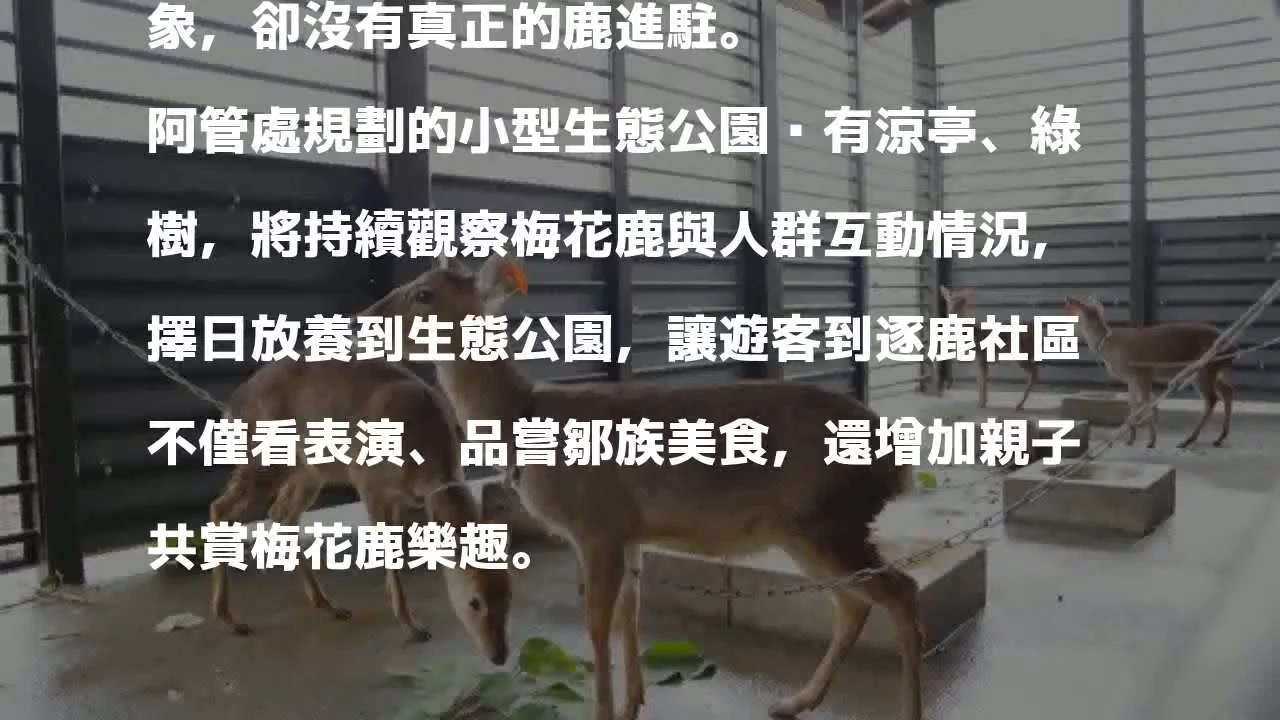 象，卻沒有真正的鹿進駐。
阿管處規劃的小型生態公園·有涼亭、綠
樹，將持續觀察梅花鹿與人群互動情況，
擇日放養到生態公園，讓遊客到逐鹿社區
不僅看表演、品嘗鄒族美食，還增加親子
共賞梅花鹿樂趣。